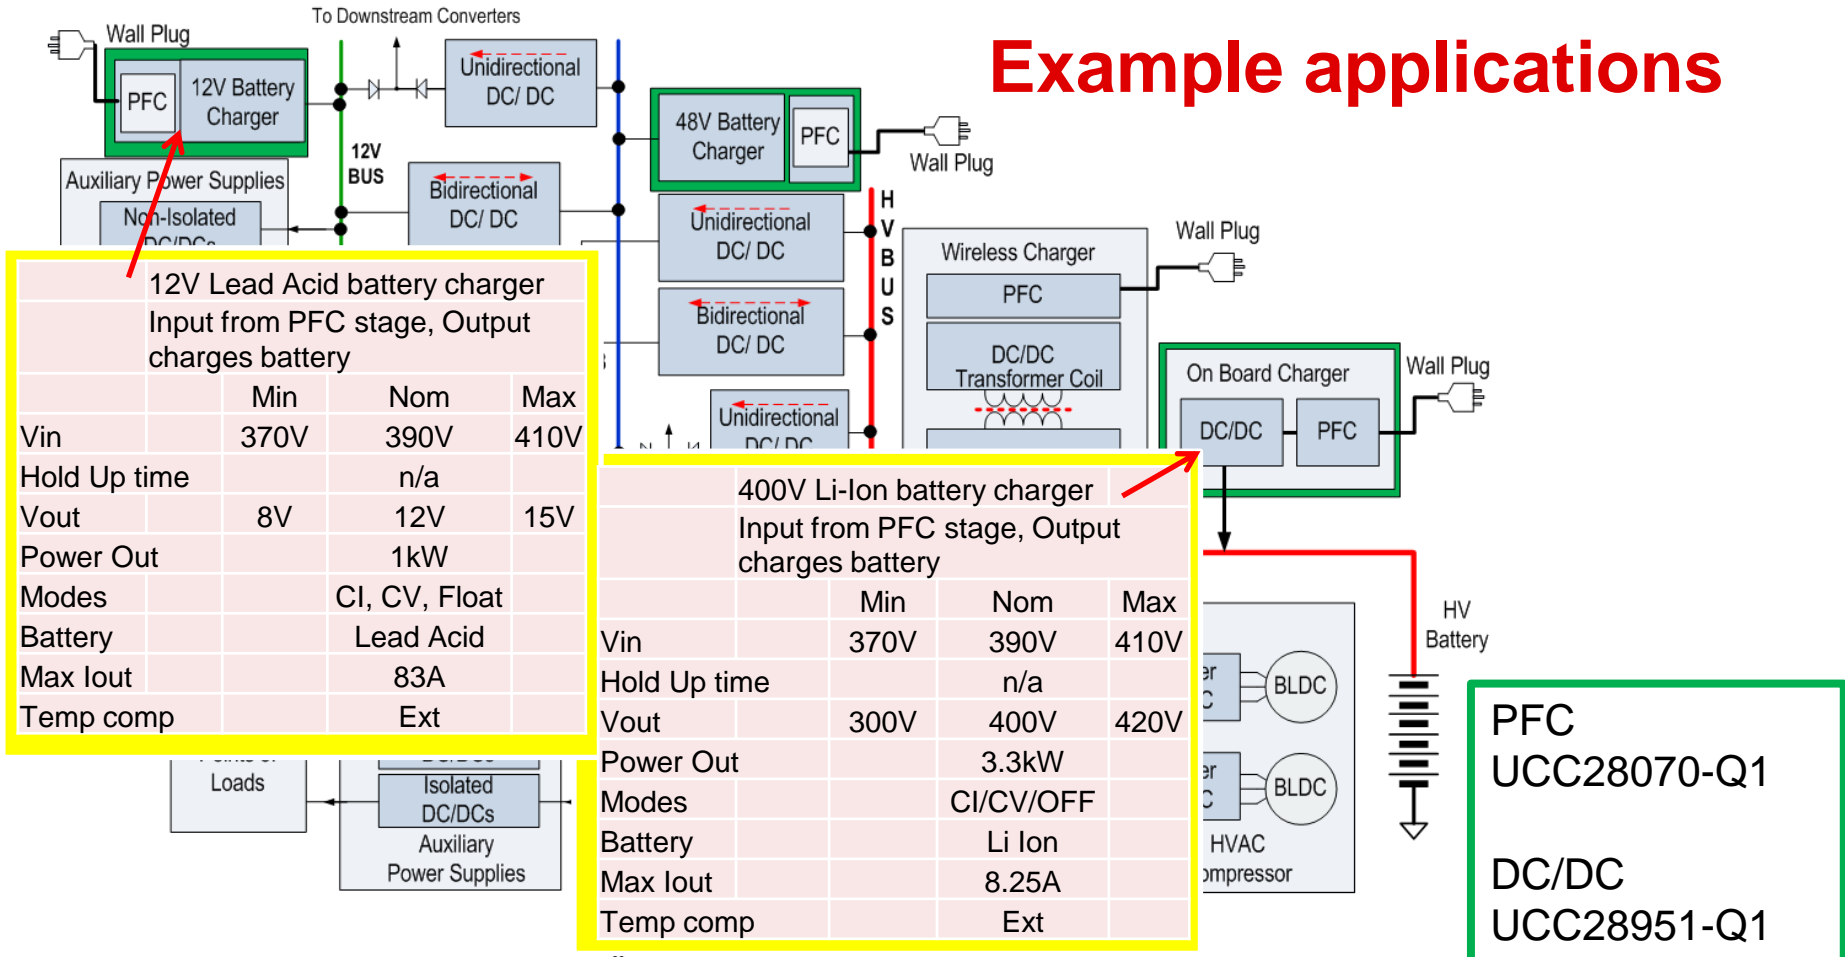 To Downstream Converters
Example applications
Wall Plug
PFC
12V Battery
Charger
Unidirectional
DC/ DC
12V
BUS
48V Battery
Charger
PFC
Wall Plug
Auxiliary Power Supplies
Non-Isolated
DC/DCs
Bidirectional
DC/ DC
Unidirectional
DC/ DC
H
V
B
U
S
Bidirectional
DC/ DC
Unidirectional
DC/ DC
Wireless Charger
PFC
DC/DC
Transformer Coil
Wall Plug
On Board Charger
DC/DC
PFC
Wall Plug
12V Lead Acid battery charger
Input from PFC stage, Output
charges battery
Min Nom Max
Vin 370V 390V 410V
Hold Up time n/a
Vout 8V 12V 15V
Power Out 1kW
Modes CI, CV, Float
Battery Lead Acid
Max Iout 83A
Temp comp Ext
400V Li-Ion battery charger
Input from PFC stage, Output
charges battery
Min Nom Max
Vin 370V 390V 410V
Hold Up time n/a
Vout 300V 400V 420V
Power Out 3.3kW
Modes CI/CV/OFF
Battery Li Ion
Max Iout 8.25A
Temp comp Ext
Loads
Isolated
DC/DCs
Auxiliary
Power Supplies
BLDC
BLDC
HVAC
HV
Battery
PFC
UCC28070-Q1
DC/DC
UCC28951-Q1